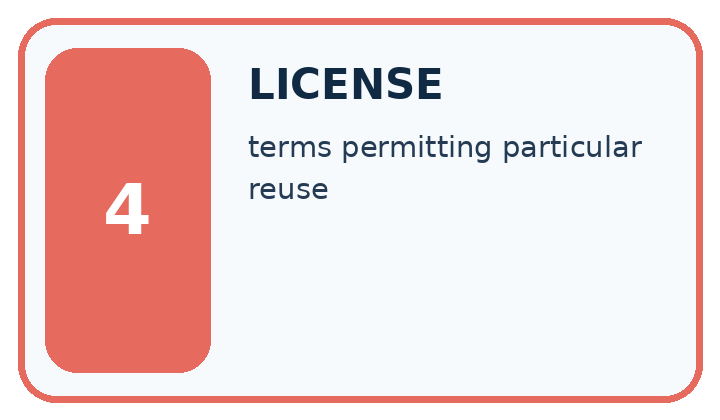 4
LICENSE
terms permitting particular
reuse